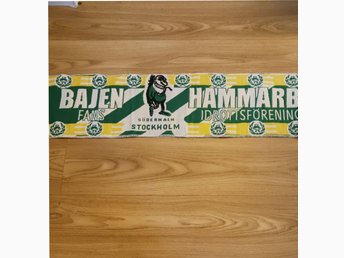 BAJEN
FANS
SÖDERMALM
STOCKHOLM
HAMMARB
IDROTTSFÖRENING